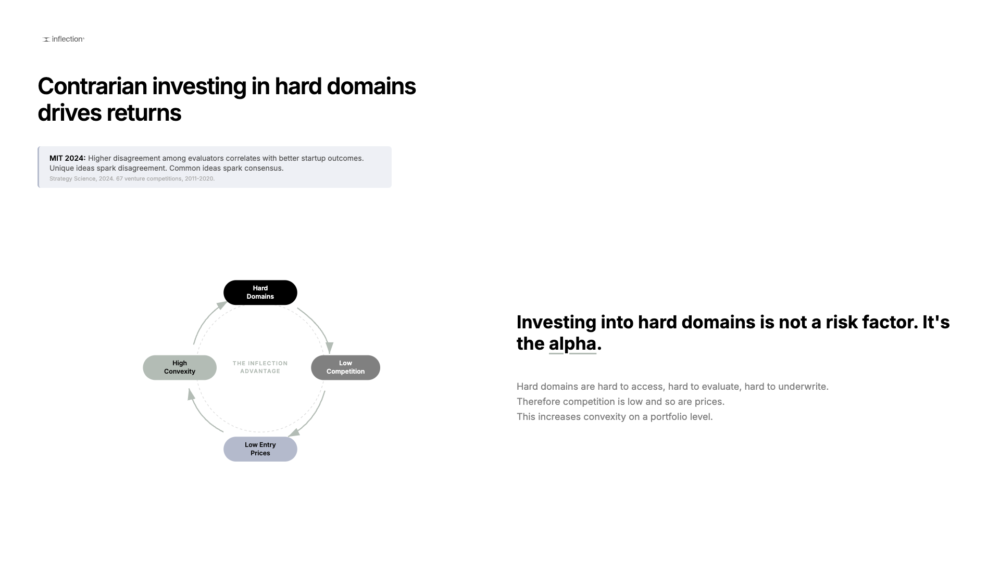 inflection
Contrarian investing in hard domains
drives returns
MIT 2024: Higher disagreement among evaluators correlates with better startup outcomes.
Unique ideas spark disagreement. Common ideas spark consensus.
Strategy Science, 2024. 67 venture competitions, 2011-2020.
Hard
Domains
High
Convexity
THE INFLECTION
ADVANTAGE
Low
Competition
Low Entry
Prices
Investing into hard domains is not a risk factor. It's
the alpha.
Hard domains are hard to access, hard to evaluate, hard to underwrite.
Therefore competition is low and so are prices.
This increases convexity on a portfolio level.